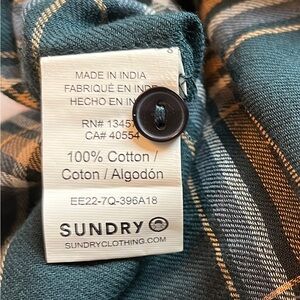 MADE IN INDIA
FABRIQUÉ EN INDE
HECHO EN IN
RN# 1345
CA# 40554
100% Cotton /
Coton / Algodón
EE22-7Q-396A18
SUNDRY
SUNDRYCLOTHING.COM